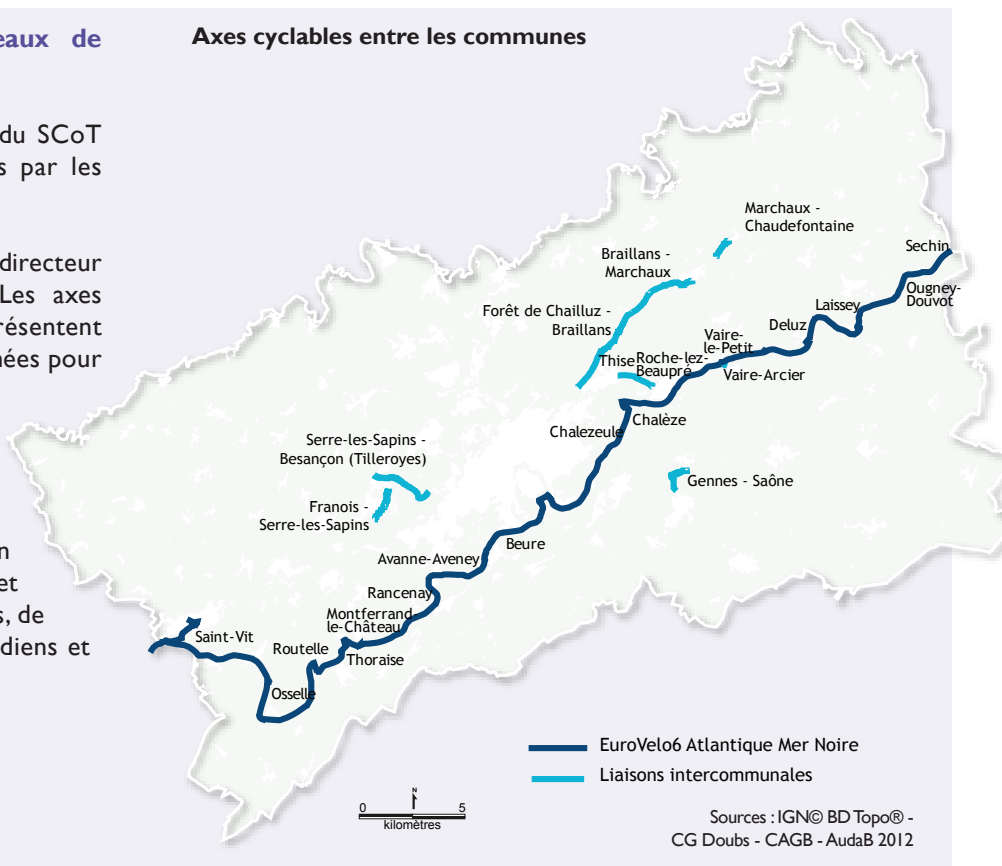 eaux de
du SCoT
s par les
directeur
Les axes
résentent
nées pour
n
et
s, de
diens et
Axes cyclables entre les communes
Marchaux -
Chaudefontaine
Braillans -
Marchaux
Sechin
Ougney-
Douvot
Forêt de Chailluz -
Braillans
Laissey
Deluz
Vaire-
le-Petit
Thise
Roche-lez-
Beaupré
Vaire-Arcier
Chalèze
Chalezeule
Serre-les-Sapins -
Besançon (Tilleroyes)
Gennes - Saône
Franois -
Serre-les-Sapins
Beure
Avanne-Aveney
Rancenay
Montferrand-
le-Château
Saint-Vit
Routelle
Thoraise
Osselle
EuroVelo6 Atlantique Mer Noire
Liaisons intercommunales
N
0 5
kilomètres
Sources : IGN© BD Topo® -
CG Doubs - CAGB - AudaB 2012